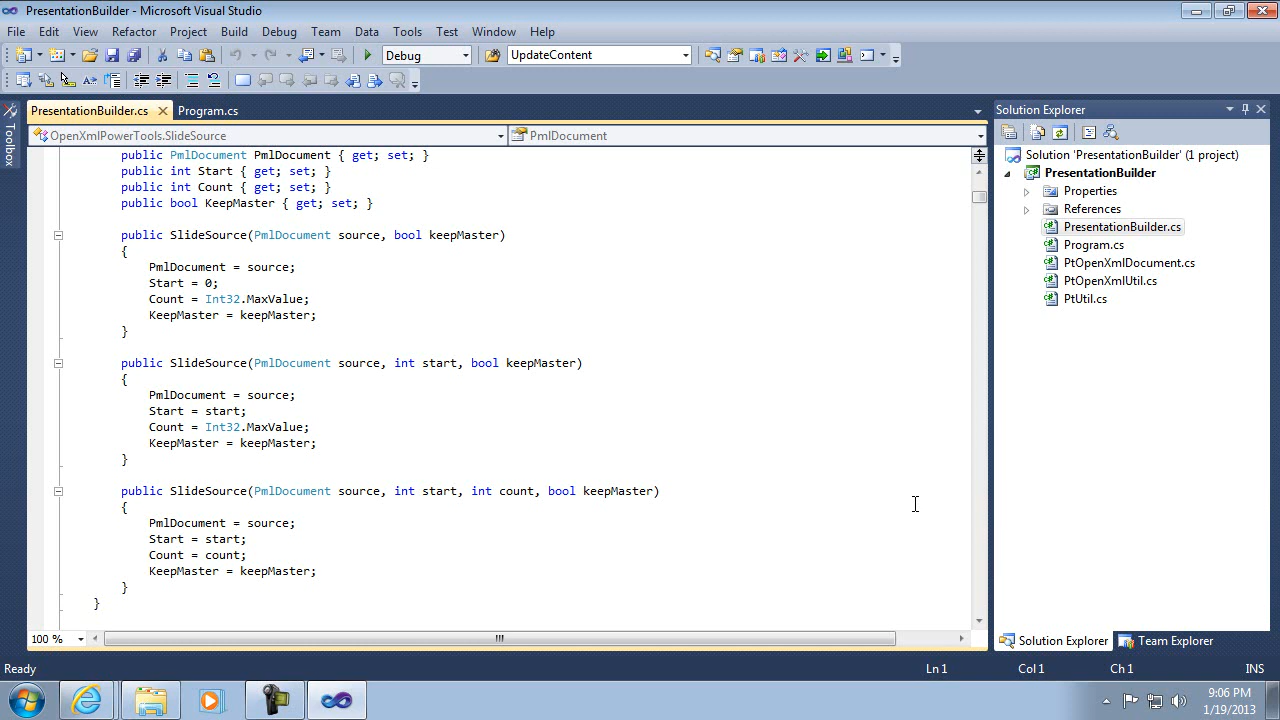 PresentationBuilder - Microsoft Visual Studio
File Edit View Refactor Project Build Debug Team Data Tools Test Window Help
Debug UpdateContent
PresentationBuilder.cs Program.cs
OpenXmlPowerTools.SlideSource PmlDocument
Toolbox
public PmlDocument PmlDocument { get; set; }
public int Start { get; set; }
public int Count { get; set; }
public bool KeepMaster { get; set; }
public SlideSource(PmlDocument source, bool keepMaster)
{
PmlDocument = source;
Start = 0;
Count = Int32.MaxValue;
KeepMaster = keepMaster;
}
public SlideSource(PmlDocument source, int start, bool keepMaster)
{
PmlDocument = source;
Start = start;
Count = Int32.MaxValue;
KeepMaster = keepMaster;
}
public SlideSource(PmlDocument source, int start, int count, bool keepMaster)
{
PmlDocument = source;
Start = start;
Count = count;
KeepMaster = keepMaster;
}
}
100 %
Solution Explorer
Solution 'PresentationBuilder' (1 project)
PresentationBuilder
Properties
References
PresentationBuilder.cs
Program.cs
PtOpenXmlDocument.cs
PtOpenXmlUtil.cs
PtUtil.cs
Solution Explorer Team Explorer
Ready Ln 1 Col 1 Ch 1 INS
9:06 PM
1/19/2013